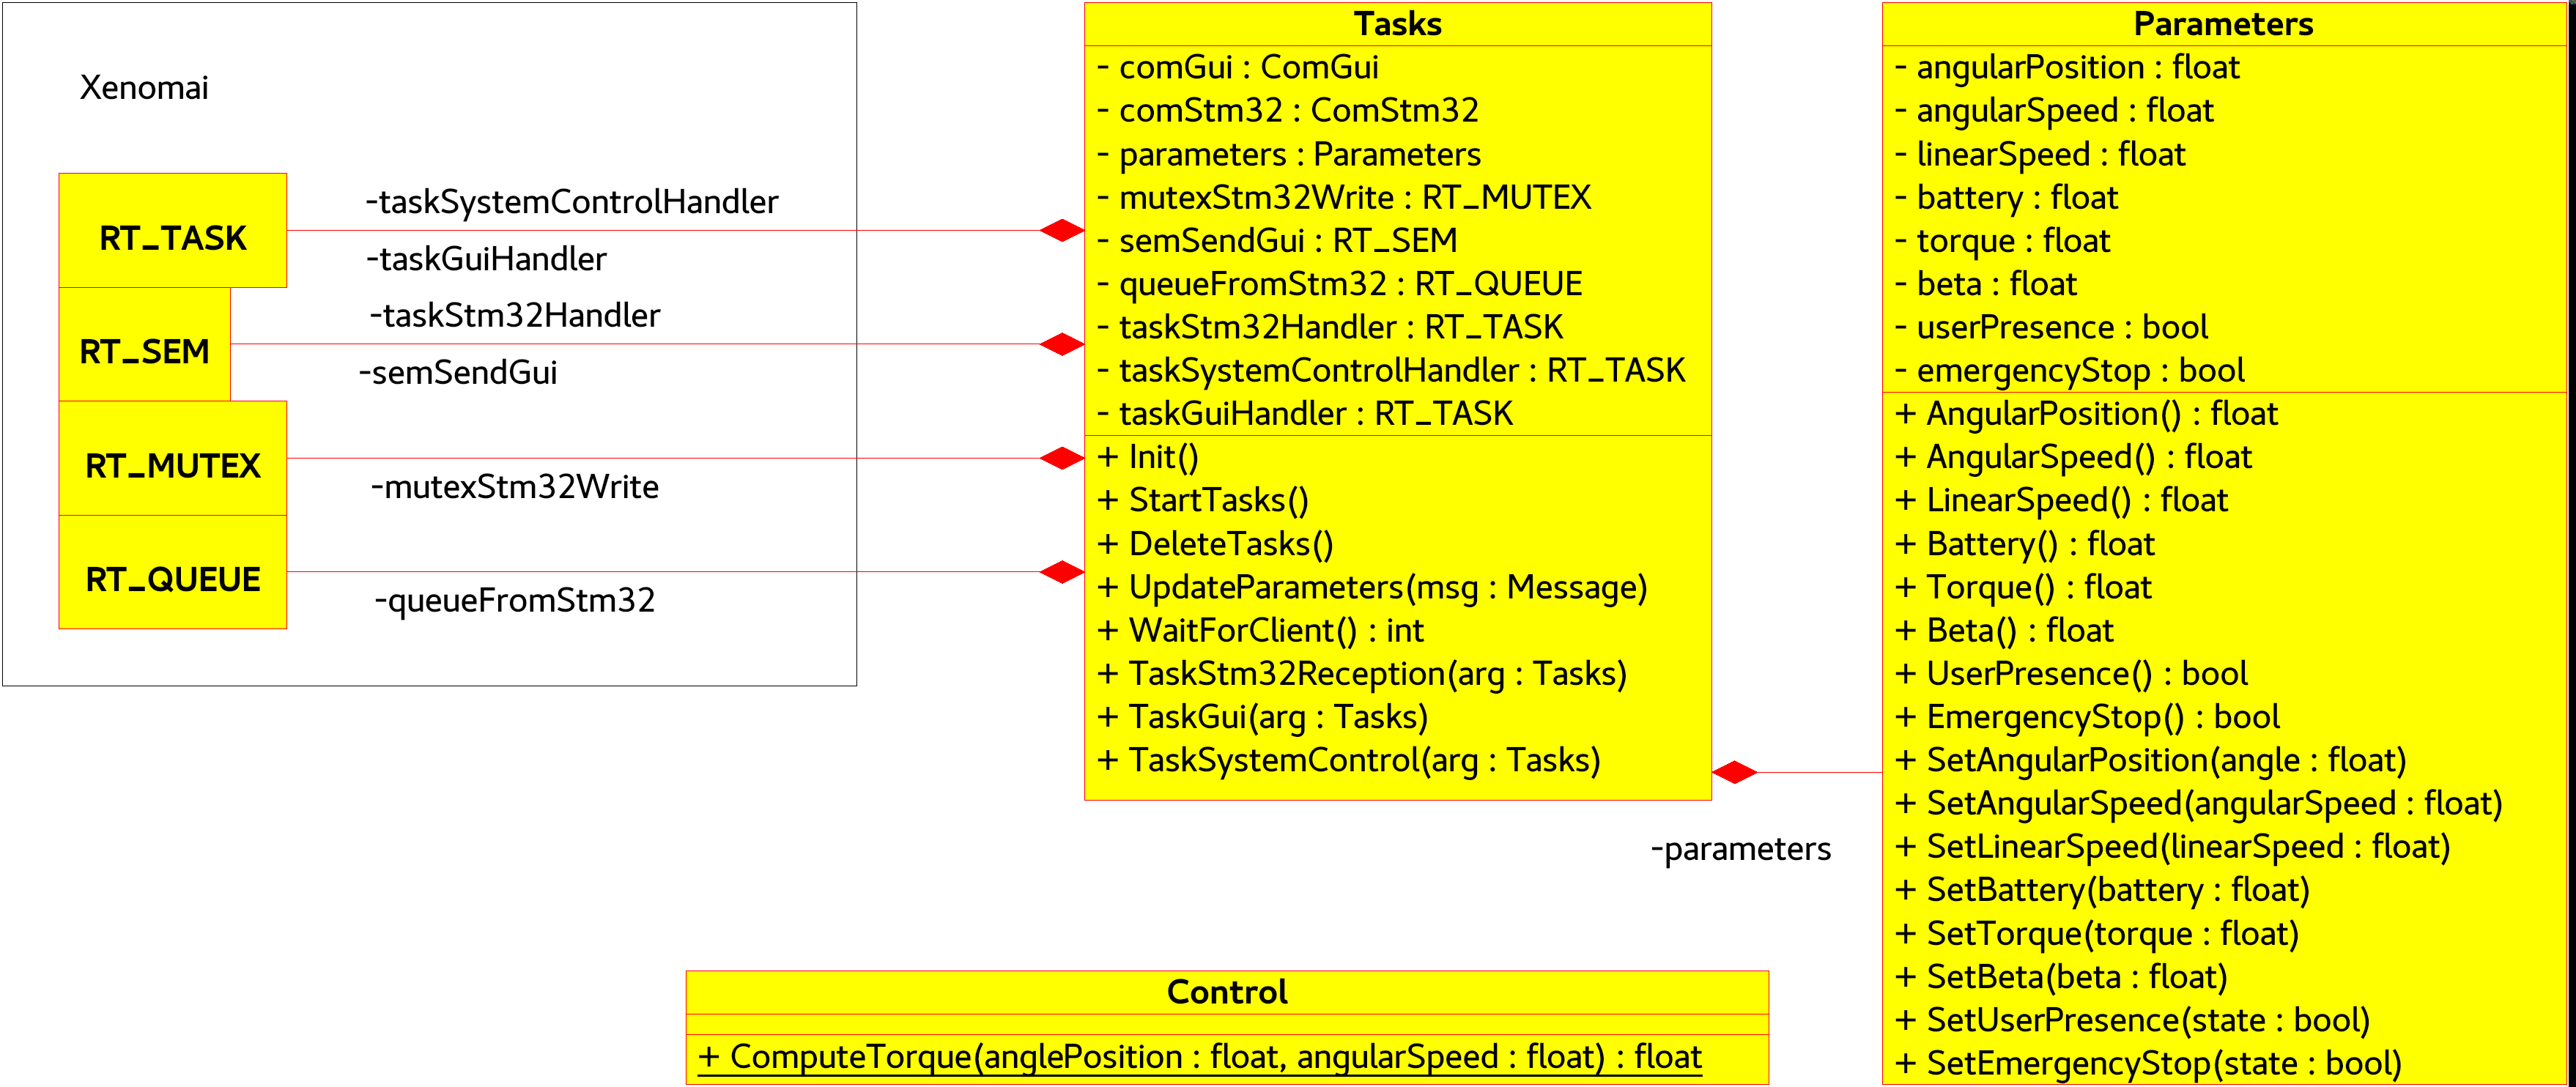 Xenomai
RT_TASK
RT_SEM
RT_MUTEX
RT_QUEUE
-taskSystemControlHandler
-taskGuiHandler
-taskStm32Handler
-semSendGui
-mutexStm32Write
-queueFromStm32
Tasks
- comGui : ComGui
- comStm32 : ComStm32
- parameters : Parameters
- mutexStm32Write : RT_MUTEX
- semSendGui : RT_SEM
- queueFromStm32 : RT_QUEUE
- taskStm32Handler : RT_TASK
- taskSystemControlHandler : RT_TASK
- taskGuiHandler : RT_TASK
+ Init()
+ StartTasks()
+ DeleteTasks()
+ UpdateParameters(msg : Message)
+ WaitForClient() : int
+ TaskStm32Reception(arg : Tasks)
+ TaskGui(arg : Tasks)
+ TaskSystemControl(arg : Tasks)
-parameters
Parameters
- angularPosition : float
- angularSpeed : float
- linearSpeed : float
- battery : float
- torque : float
- beta : float
- userPresence : bool
- emergencyStop : bool
+ AngularPosition() : float
+ AngularSpeed() : float
+ LinearSpeed() : float
+ Battery() : float
+ Torque() : float
+ Beta() : float
+ UserPresence() : bool
+ EmergencyStop() : bool
+ SetAngularPosition(angle : float)
+ SetAngularSpeed(angularSpeed : float)
+ SetLinearSpeed(linearSpeed : float)
+ SetBattery(battery : float)
+ SetTorque(torque : float)
+ SetBeta(beta : float)
+ SetUserPresence(state : bool)
+ SetEmergencyStop(state : bool)
Control
+ ComputeTorque(anglePosition : float, angularSpeed : float) : float